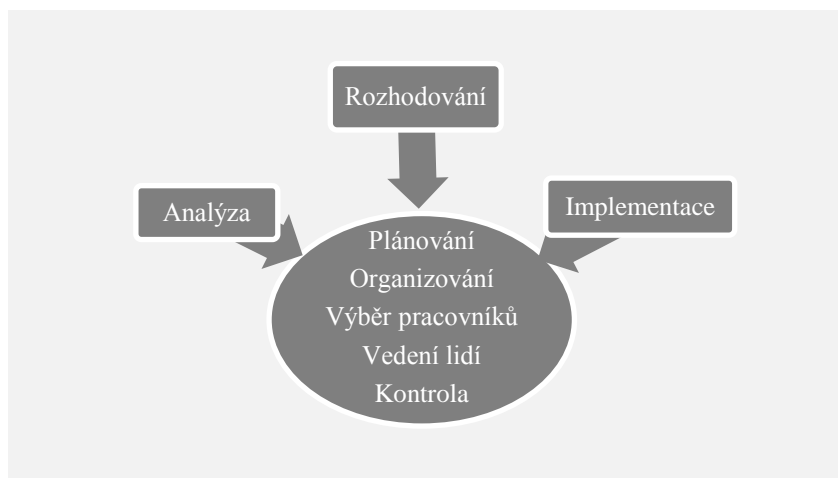 Rozhodování
Analýza
Implementace
Plánování
Organizování
Výběr pracovníků
Vedení lidí
Kontrola